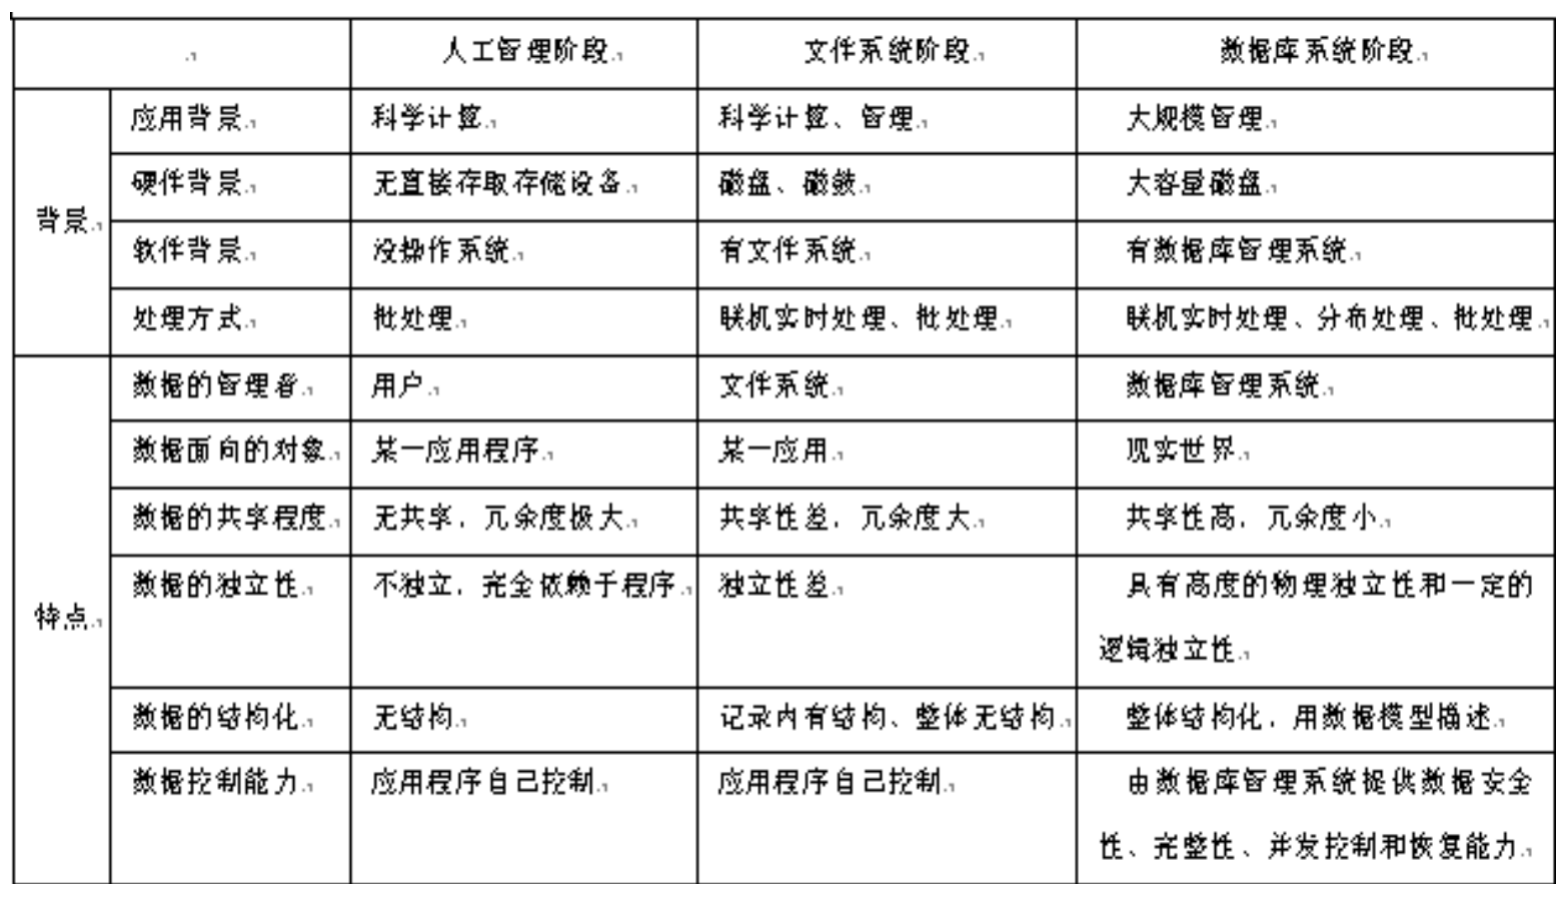 人工管理阶段 文件系统阶段 数据库系统阶段
背景 应用背景 科学计算 科学计算、管理 大规模管理
硬件背景 无直接存取存储设备 磁盘、磁鼓 大容量磁盘
软件背景 没操作系统 有文件系统 有数据库管理系统
处理方式 批处理 联机实时处理、批处理 联机实时处理、分布处理、批处理
特点 数据的管理者 用户 文件系统 数据库管理系统
数据面向的对象 某一应用程序 某一应用 现实世界
数据的共享程度 无共享，冗余度极大 共享性差，冗余度大 共享性高，冗余度小
数据的独立性 不独立，完全依赖于程序 独立性差 具有高度的物理独立性和一定的
逻辑独立性
数据的结构化 无结构 记录内有结构、整体无结构 整体结构化，用数据模型描述
数据控制能力 应用程序自己控制 应用程序自己控制 由数据库管理系统提供数据安全
性、完整性、并发控制和恢复能力